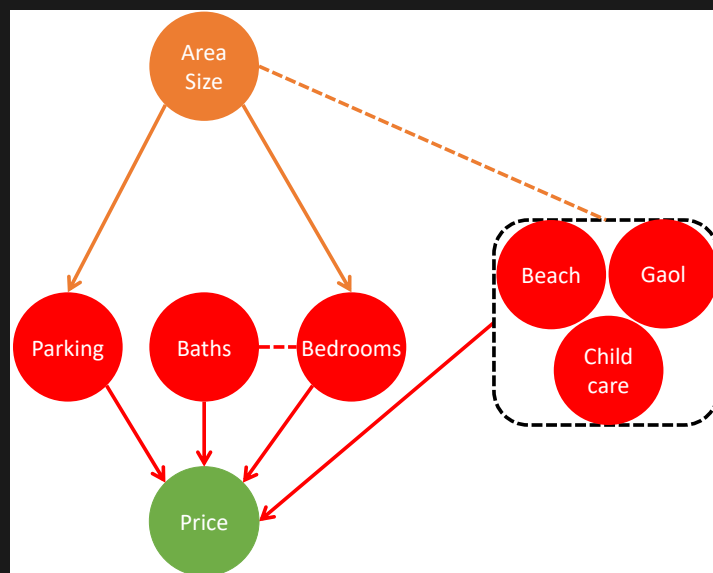 Area
Size
Beach
Gaol
Parking
Baths
Bedrooms
Child
care
Price